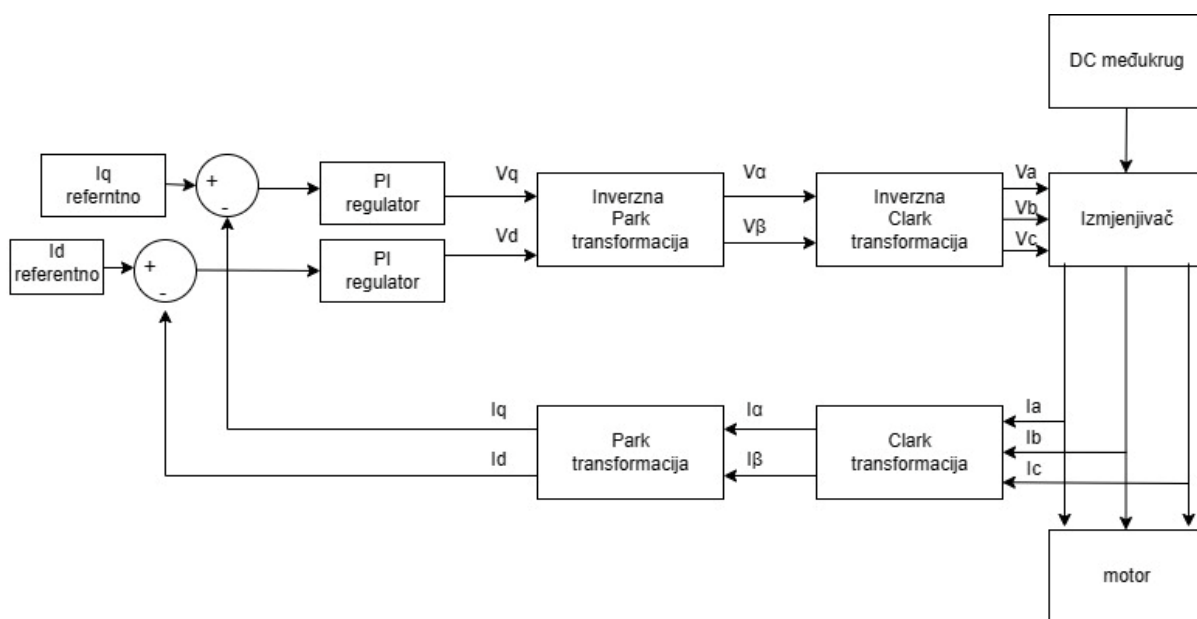 DC međukrug
Iq
referntno
+
-
PI
regulator
Vq
Inverzna
Park
transformacija
Vα
Vβ
Inverzna
Clark
transformacija
Va
Vb
Vc
Izmjenjivač
Id
referentno
+
-
PI
regulator
Vd
Iq
Id
Park
transformacija
Iα
Iβ
Clark
transformacija
Ia
Ib
Ic
motor